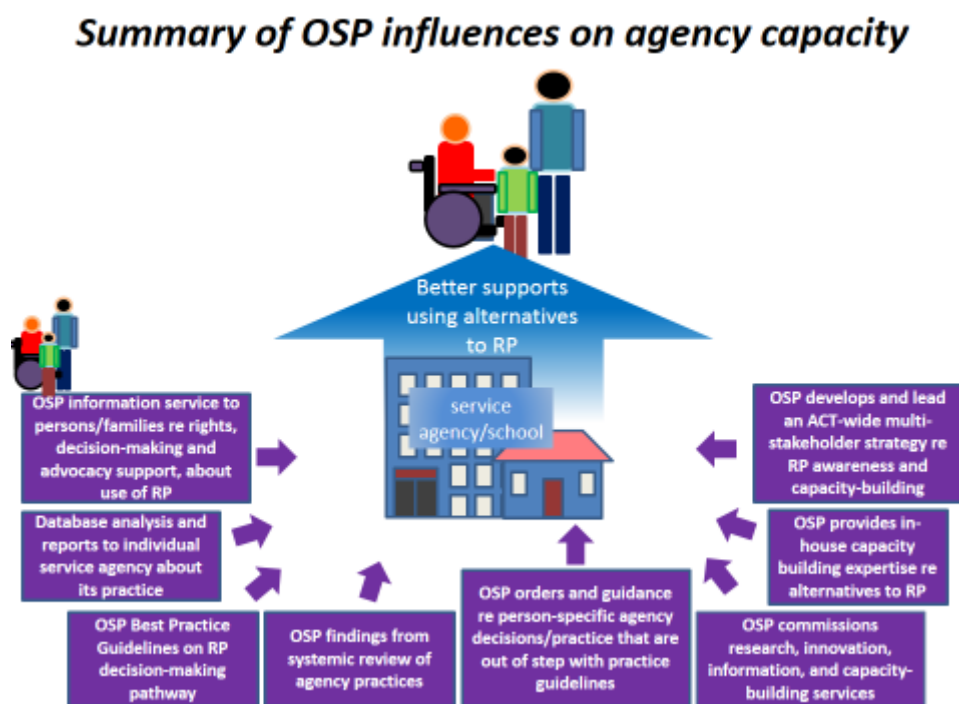 Summary of OSP influences on agency capacity
Better supports
using alternatives
to RP
service
agency/school
OSP information service to
persons/families re rights,
decision-making and
advocacy support, about
use of RP
Database analysis and
reports to individual
service agency about
its practice
OSP Best Practice
Guidelines on RP
decision-making
pathway
OSP findings from
systemic review of
agency practices
OSP orders and guidance
re person-specific agency
decisions/practice that are
out of step with practice
guidelines
OSP develops and lead
an ACT-wide multi-
stakeholder strategy re
RP awareness and
capacity-building
OSP provides in-
house capacity
building expertise re
alternatives to RP
OSP commissions
research, innovation,
information, and capacity-
building services